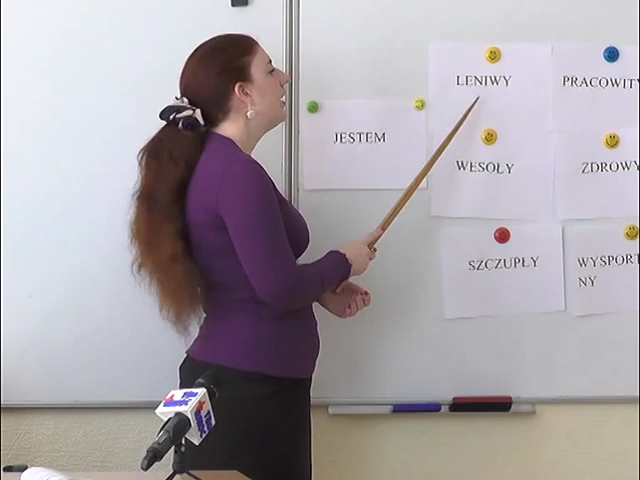 LENIWY
PRACOWITY
JESTEM
WESOŁY
ZDROWY
SZCZUPŁY
WYSPORT
NY